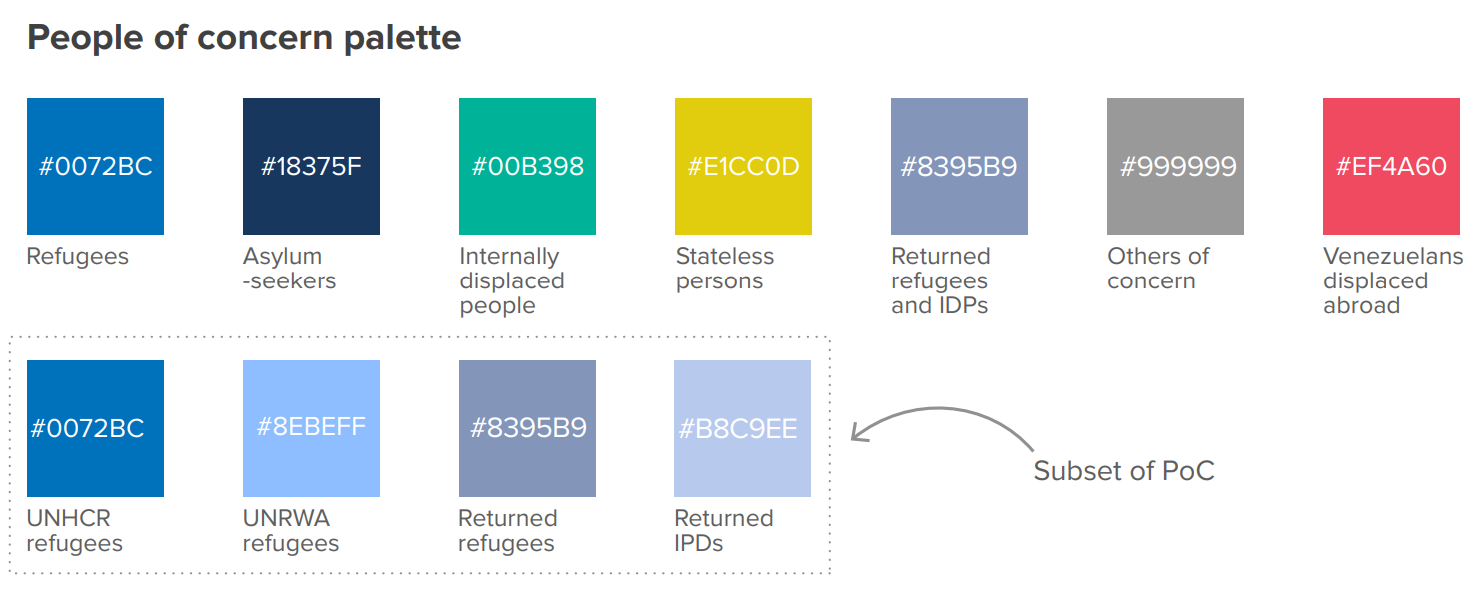 People of concern palette
#0072BC
#18375F
#00B398
#E1CC0D
#8395B9
#999999
#EF4A60
Refugees
Asylum
-seekers
Internally
displaced
people
Stateless
persons
Returned
refugees
and IDPs
Others of
concern
Venezuelans
displaced
abroad
#0072BC
#8EBEFF
#8395B9
#B8C9EE
UNHCR
refugees
UNRWA
refugees
Returned
refugees
Returned
IPDs
Subset of PoC